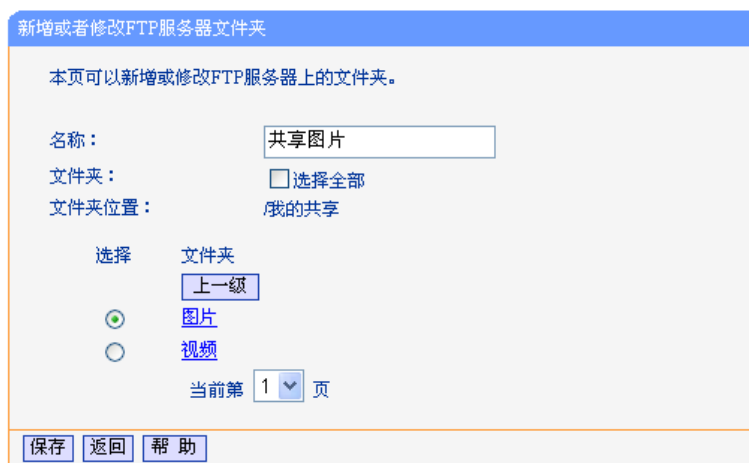 新增或者修改FTP服务器文件夹
本页可以新增或修改FTP服务器上的文件夹。
名称： 共享图片
文件夹： 选择全部
文件夹位置： /我的共享
选择 文件夹
上一级
图片
视频
当前第 1 页
保存 返回 帮 助